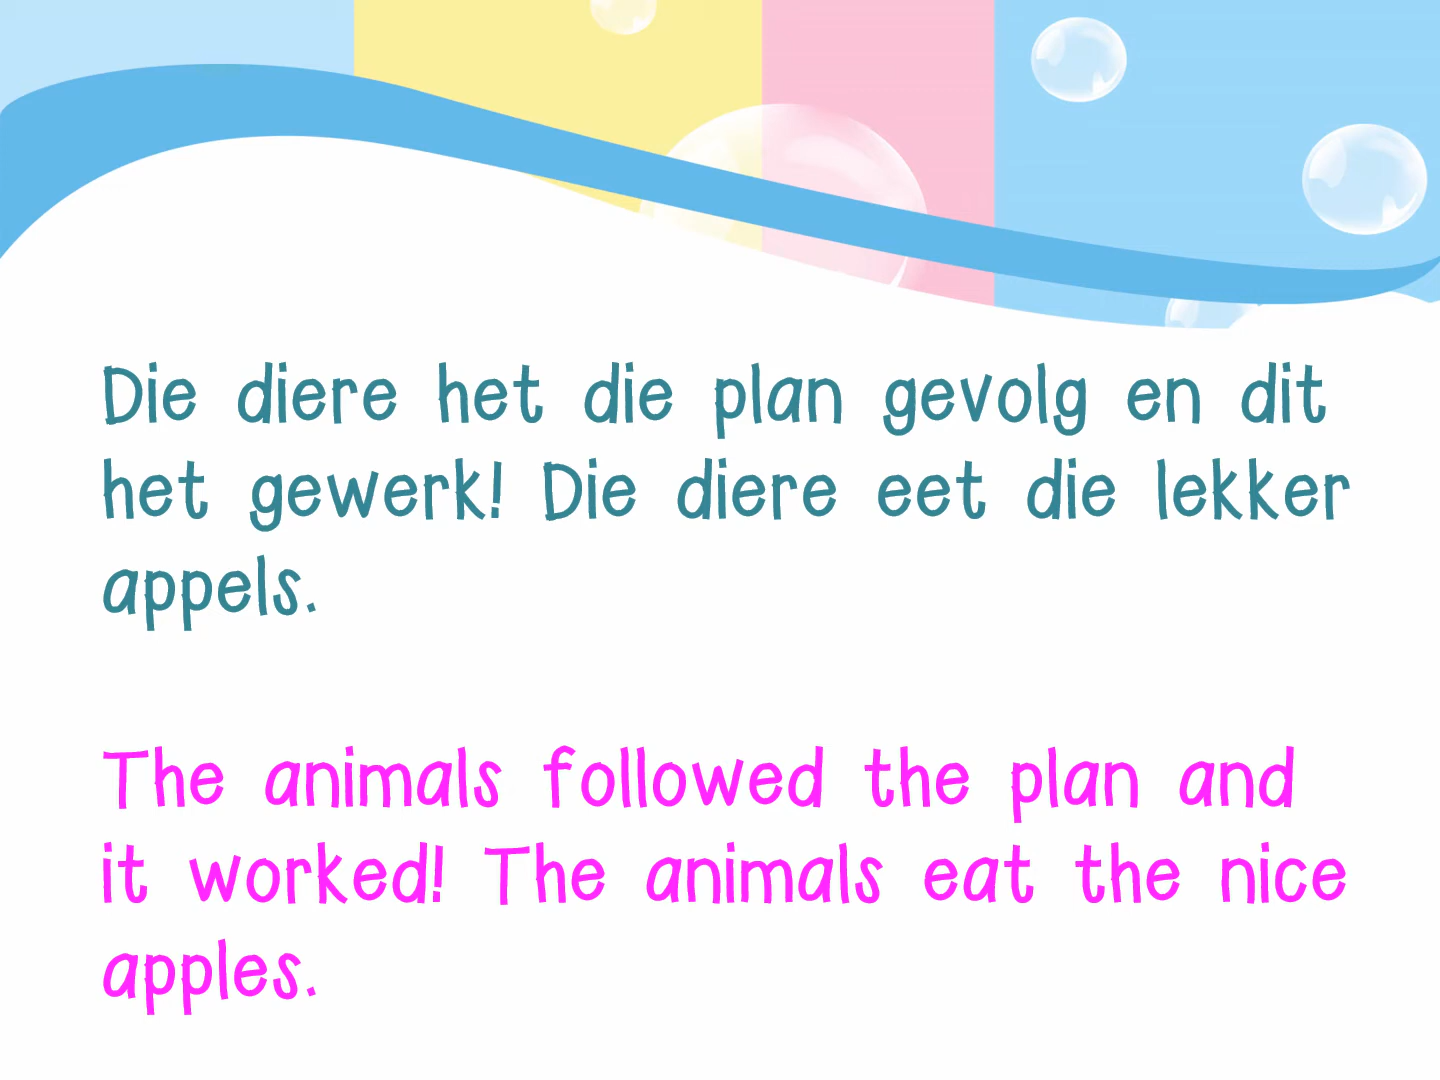 Die diere het die plan gevolg en dit
het gewerk! Die diere eet die lekker
appels.
The animals followed the plan and
it worked! The animals eat the nice
apples.